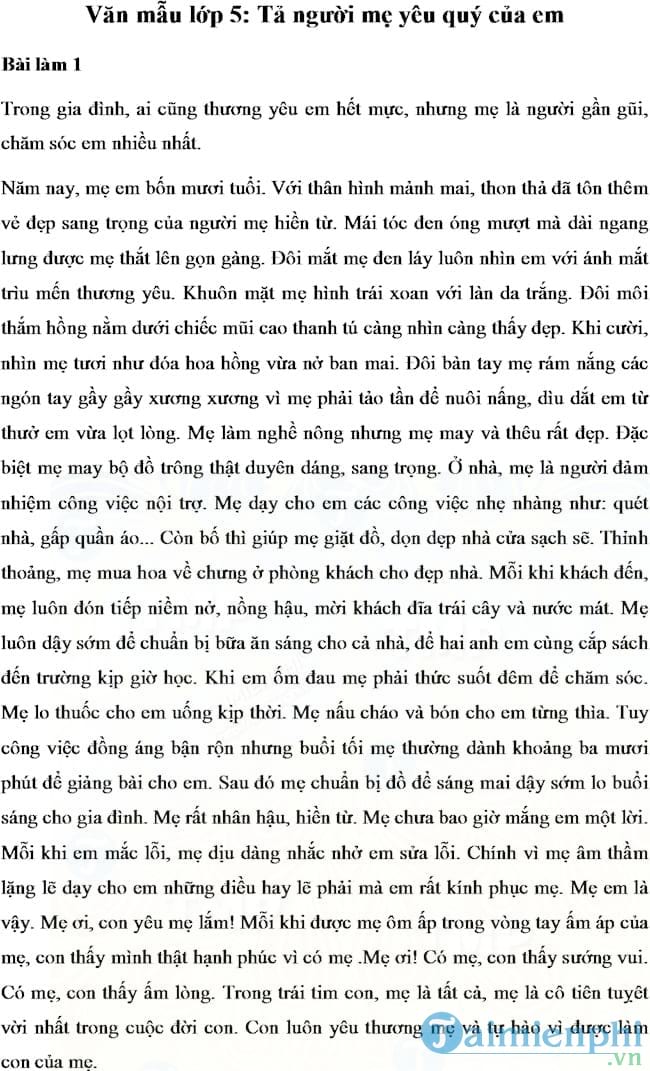 Văn mẫu lớp 5: Tả người mẹ yêu quý của em
Bài làm 1
Trong gia đình, ai cũng thương yêu em hết mực, nhưng mẹ là người gần gũi,
chăm sóc em nhiều nhất.
Năm nay, mẹ em bốn mươi tuổi. Với thân hình mảnh mai, thon thả đã tôn thêm
vẻ đẹp sang trọng của người mẹ hiền từ. Mái tóc đen óng mượt mà dài ngang
lưng được mẹ thắt lên gọn gàng. Đôi mắt mẹ đen láy luôn nhìn em với ánh mắt
trìu mến thương yêu. Khuôn mặt mẹ hình trái xoan với làn da trắng. Đôi môi
thắm hồng nằm dưới chiếc mũi cao thanh tú càng nhìn càng thấy đẹp. Khi cười,
nhìn mẹ tươi như đóa hoa hồng vừa nở ban mai. Đôi bàn tay mẹ rám nắng các
ngón tay gầy gầy xương xương vì mẹ phải tảo tần để nuôi nấng, dìu dắt em từ
thưở em vừa lọt lòng. Mẹ làm nghề nông nhưng mẹ may và thêu rất đẹp. Đặc
biệt mẹ may bộ đồ trông thật duyên dáng, sang trọng. Ở nhà, mẹ là người đảm
nhiệm công việc nội trợ. Mẹ dạy cho em các công việc nhẹ nhàng như: quét
nhà, gấp quần áo... Còn bố thì giúp mẹ giặt đồ, dọn dẹp nhà cửa sạch sẽ. Thỉnh
thoảng, mẹ mua hoa về chưng ở phòng khách cho đẹp nhà. Mỗi khi khách đến,
mẹ luôn đón tiếp niềm nở, nồng hậu, mời khách đĩa trái cây và nước mát. Mẹ
luôn dậy sớm để chuẩn bị bữa ăn sáng cho cả nhà, để hai anh em cùng cắp sách
đến trường kịp giờ học. Khi em ốm đau mẹ phải thức suốt đêm để chăm sóc.
Mẹ lo thuốc cho em uống kịp thời. Mẹ nấu cháo và bón cho em từng thìa. Tuy
công việc đồng áng bận rộn nhưng buổi tối mẹ thường dành khoảng ba mươi
phút để giảng bài cho em. Sau đó mẹ chuẩn bị đồ để sáng mai dậy sớm lo buổi
sáng cho gia đình. Mẹ rất nhân hậu, hiền từ. Mẹ chưa bao giờ mắng em một lời.
Mỗi khi em mắc lỗi, mẹ dịu dàng nhắc nhở em sửa lỗi. Chính vì mẹ âm thầm
lặng lẽ dạy cho em những điều hay lẽ phải mà em rất kính phục mẹ. Mẹ em là
vậy. Mẹ ơi, con yêu mẹ lắm! Mỗi khi được mẹ ôm ấp trong vòng tay ấm áp của
mẹ, con thấy mình thật hạnh phúc vì có mẹ .Mẹ ơi! Có mẹ, con thấy sướng vui.
Có mẹ, con thấy ấm lòng. Trong trái tim con, mẹ là tất cả, mẹ là cô tiên tuyệt
vời nhất trong cuộc đời con. Con luôn yêu thương mẹ và tự hào vì được làm
con của mẹ.
Taimienphi
.vn